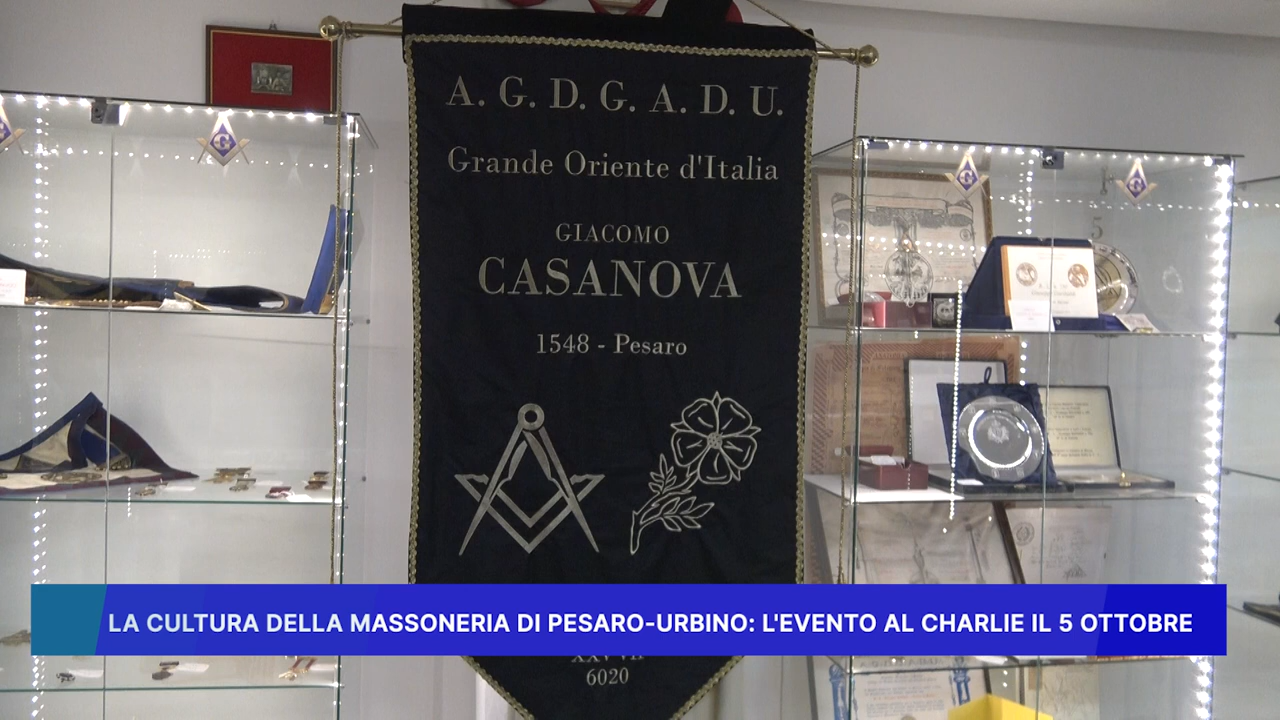 A. G. D. G. A. D. U.
Grande Oriente d'Italia
GIACOMO
CASANOVA
1548 - Pesaro
LA CULTURA DELLA MASSONERIA DI PESARO-URBINO: L'EVENTO AL CHARLIE IL 5 OTTOBRE
6020